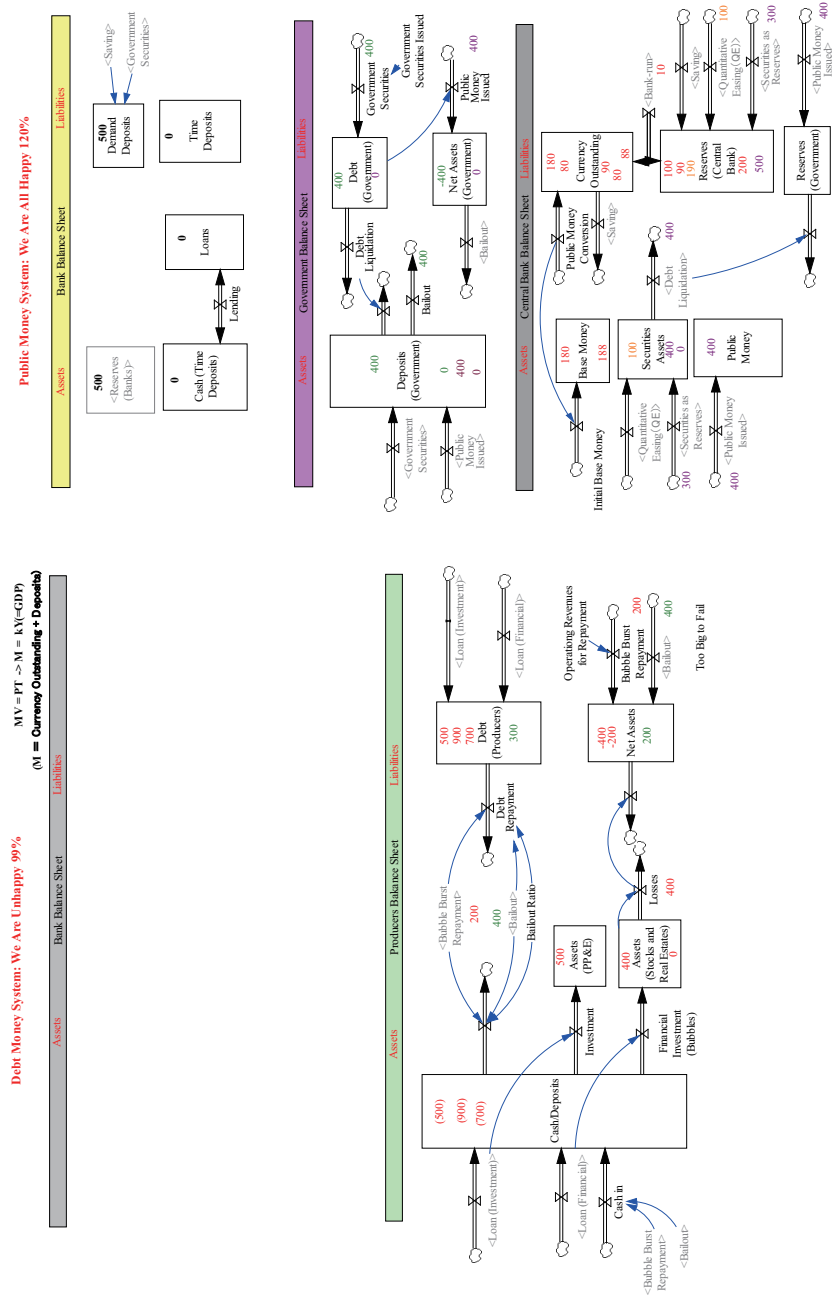 Debt Money System: We Are Unhappy 99%
MV = PT -> M = kY(=GDP)
(M = Currency Outstanding + Deposits)
Public Money System: We Are All Happy 120%
Assets
Bank Balance Sheet
Liabilities
Assets
Bank Balance Sheet
Liabilities
500
<Reserves
(Banks)>
0
Cash (Time
Deposits)
Lending
0
Loans
<Saving>
<Government
Securities>
500
Demand
Deposits
0
Time
Deposits
Assets
Producers Bakance Sheet
Liabilities
<Loan (Investment)>
<Loan (Financial)>
Cash in
<Bubble Burst
Repayment>
<Bailout>
(500)
(900)
(700)
Cash/Deposits
<Bubble Burst
Repayment>
200
400
<Bailout>
Bailout Ratio
Debt
Repayment
Investment
500
Assets
(PP&E)
Financial
Investment
(Bubbles)
400
Assets
(Stocks and
Real Estates)
0
Losses
400
500
900
700
Debt
(Producers)
300
<Loan (Investment)>
<Loan (Financial)>
-400
-200
Net Assets
200
Operationg Revenues
for Repayment
Bubble Burst
Repayment
200
<Bailout>
400
Too Big to Fail
Assets
Government Balance Sheet
Liabilities
<Government
Securities>
<Public
Money
Issued>
400
Deposits
(Government)
0
400
0
Debt
Liquidation
Bailout
400
400
Debt
(Government)
0
Government
Securities
400
Government
Securities Issued
-400
Net Assets
(Government)
0
<Bailout>
Public
Money
Issued
400
Assets
Central Bank Balance Sheet
Liabilities
Initial Base Money
180
Base Money
188
Public Money
Conversion
<Saving>
180
80
Currency
Outstanding
90
80
88
<Bank-run>
10
<Quantitative
Easing(QE)>
<Securities as
Reserves>
300
100
Securities
Assets
400
0
<Debt
Liquidation>
400
100
90
190
Reserves
(Central
Bank)
200
500
<Saving>
<Quantitative
Easing(QE)>
100
<Securities as
Reserves>
300
<Public Money
Issued>
400
400
Public
Money
400
Reserves
(Government)
<Public Money
Issued>
400